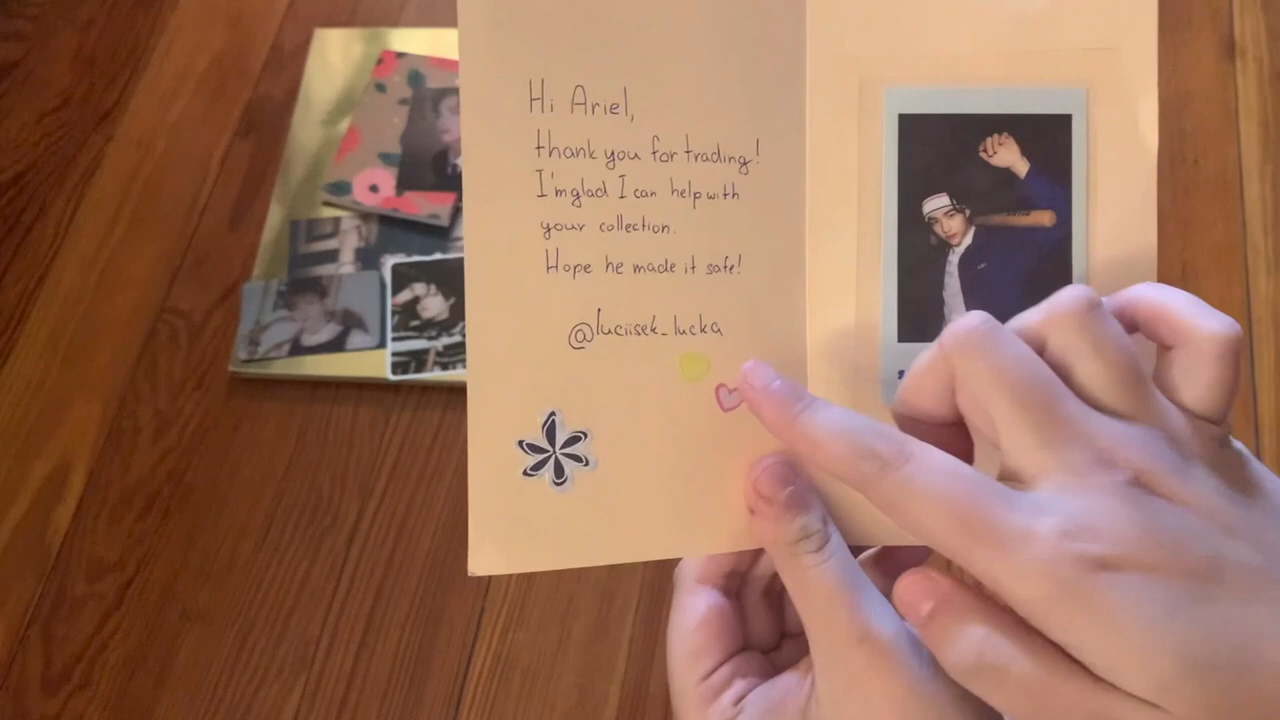 Hi Ariel,
thank you for trading!
I'm glad I can help with
your collection.
Hope he made it safe!
@luciisek_lucka